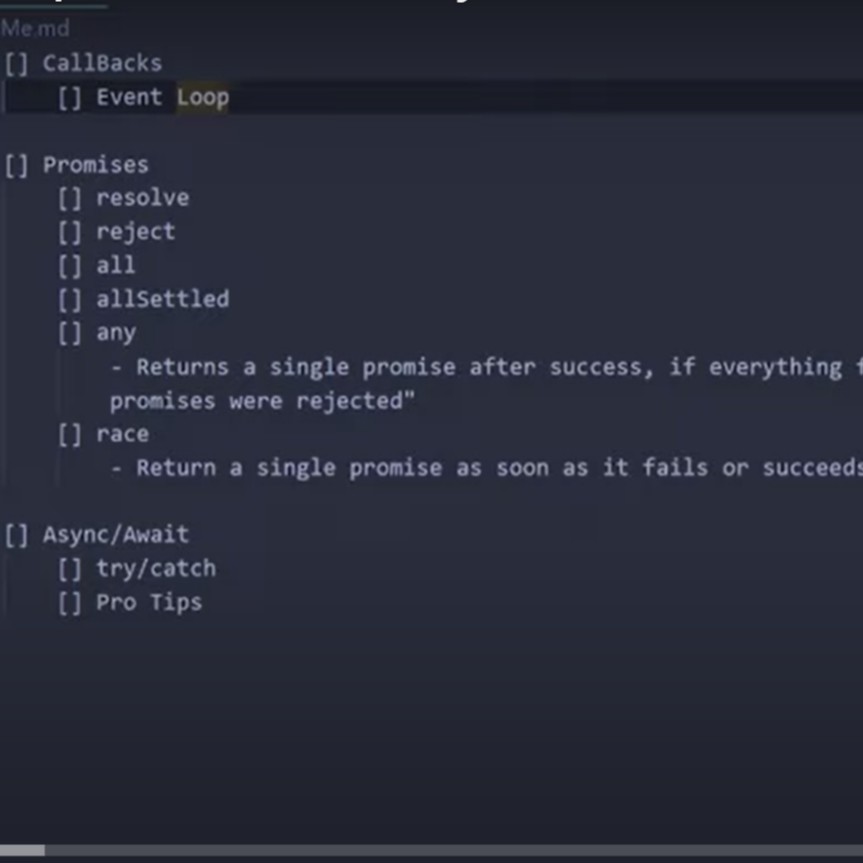 Me.md
[] CallBacks
[] Event Loop
[] Promises
[] resolve
[] reject
[] all
[] allSettled
[] any
- Returns a single promise after success, if everything
promises were rejected"
[] race
- Return a single promise as soon as it fails or succeeds
[] Async/Await
[] try/catch
[] Pro Tips